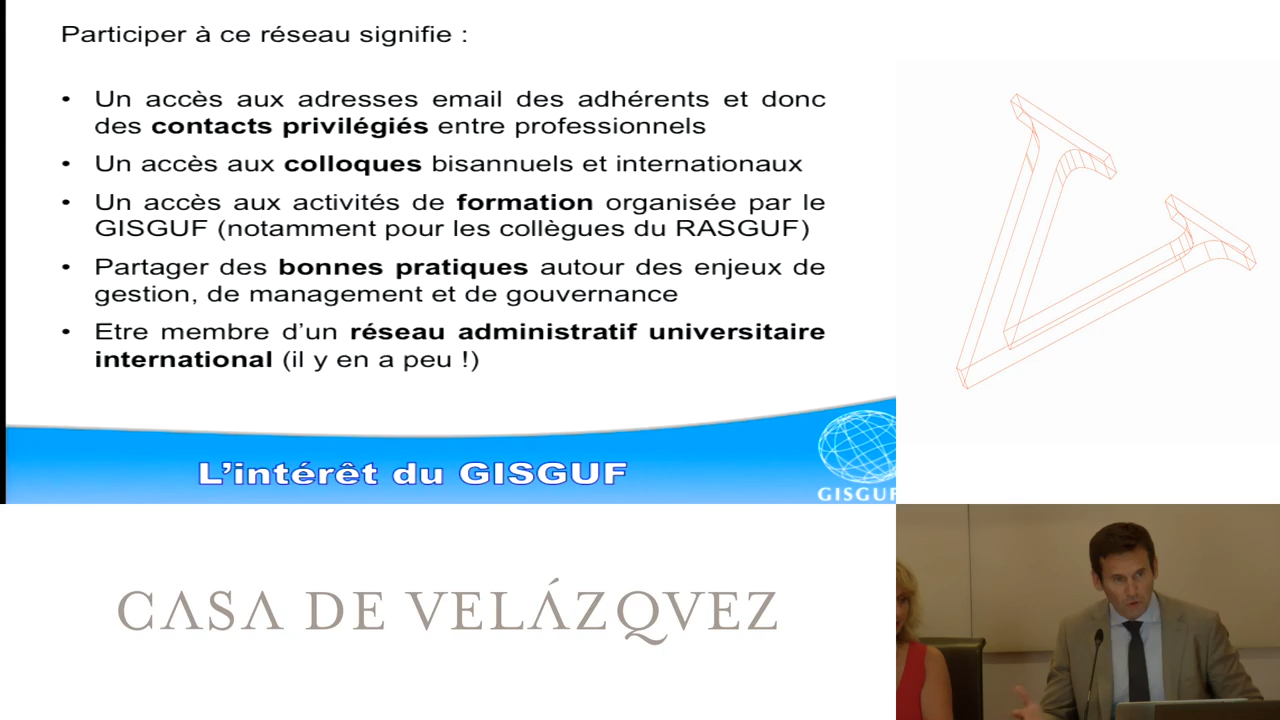 Participer à ce réseau signifie :
• Un accès aux adresses email des adhérents et donc
des contacts privilégiés entre professionnels
• Un accès aux colloques bisannuels et internationaux
• Un accès aux activités de formation organisée par le
GISGUF (notamment pour les collègues du RASGUF)
• Partager des bonnes pratiques autour des enjeux de
gestion, de management et de gouvernance
• Etre membre d’un réseau administratif universitaire
international (il y en a peu !)
L’intérêt du GISGUF
GISGUF
CASA DE VELÁZQVEZ